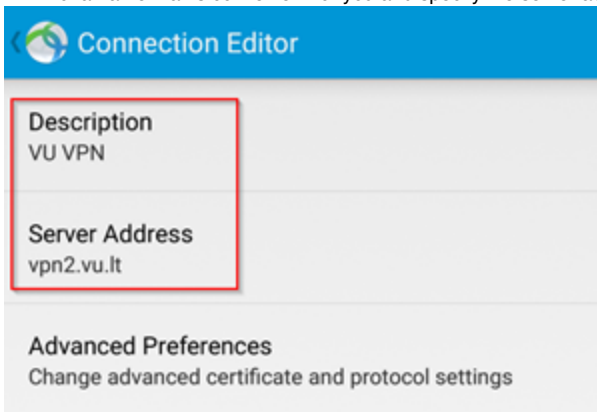 Connection Editor
Description
VU VPN
Server Address
vpn2.vu.lt
Advanced Preferences
Change advanced certificate and protocol settings